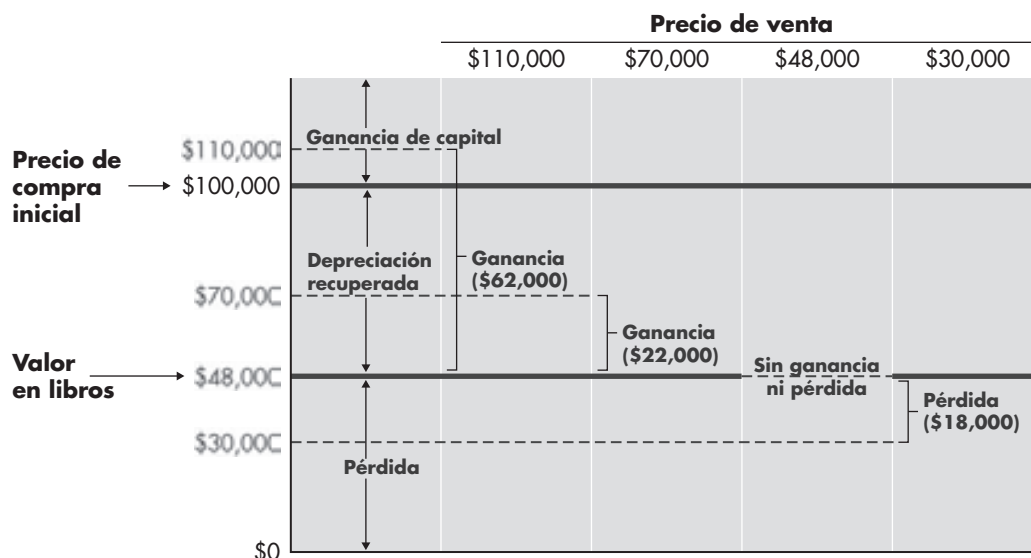 Precio de venta
$110,000 $70,000 $48,000 $30,000
Ganancia de capital
$110,000
Precio de
compra
inicial
$100,000
Depreciación
recuperada
Ganancia
($62,000)
$70,000
Ganancia
($22,000)
Valor
en libros
$48,000
Sin ganancia
ni pérdida
Pérdida
($18,000)
$30,000
Pérdida
$0